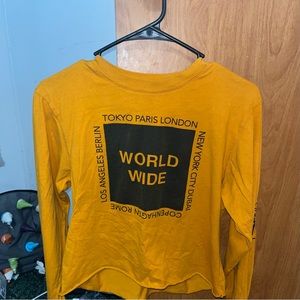 TOKYO PARIS LONDON
NEW YORK CITY DUBAI
COPENHAGEN ROME
LOS ANGELES BERLIN
WORLD
WIDE